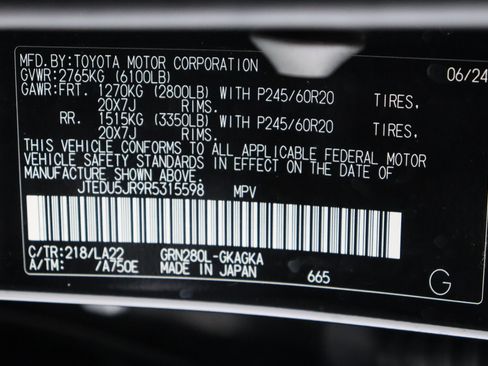 MFD.BY:TOYOTA MOTOR CORPORATION 06/24
GVWR:2765KG (6100LB)
GAWR:FRT. 1270KG (2800LB) WITH P245/60R20 TIRES,
20X7J RIMS.
RR. 1515KG (3350LB) WITH P245/60R20 TIRES,
20X7J RIMS.
THIS VEHICLE CONFORMS TO ALL APPLICABLE FEDERAL MOTOR
VEHICLE SAFETY STANDARDS IN EFFECT ON THE DATE OF
MANUFACTURE SHOWN ABOVE.
JTEDU5JR9R5315598 MPV
C/TR:218/LA22 GRN280L-GKAGKA
A/TM: /A750E MADE IN JAPAN 665 G